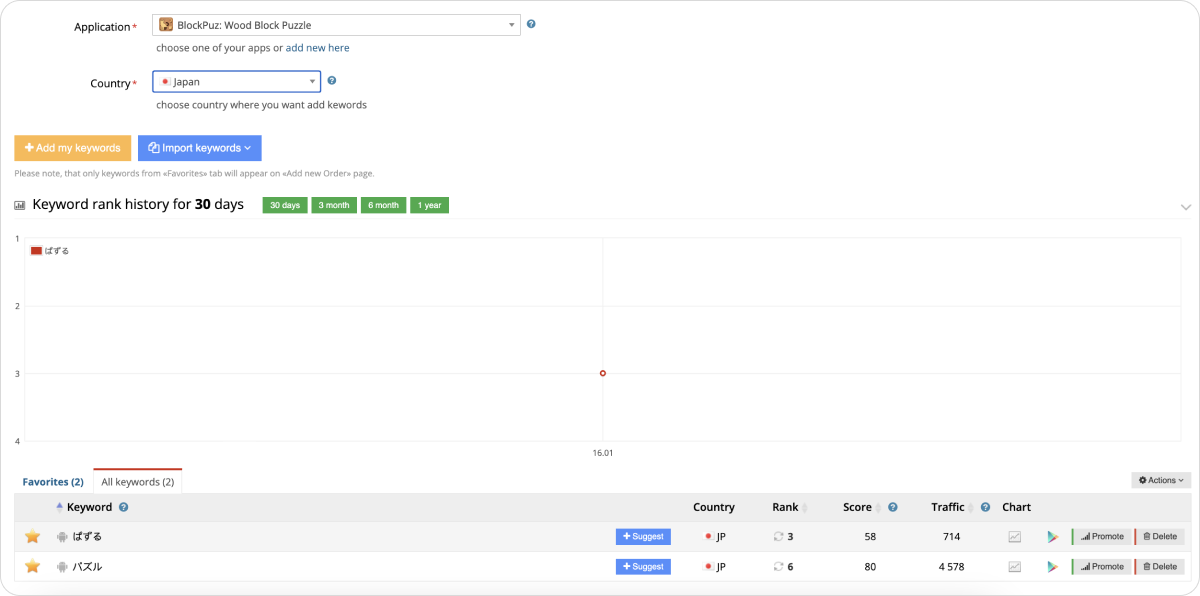 Application*
BlockPuz: Wood Block Puzzle
choose one of your apps or add new here
Country*
Japan
choose country where you want add kewords
Add my keywords
Import keywords
Please note, that only keywords from «Favorites» tab will appear on «Add new Order» page.
Keyword rank history for 30 days
30 days 3 month 6 month 1 year
1
ぱずる
2
3
4
16.01
Favorites (2) All keywords (2)
Actions
Keyword Country Rank Score Traffic Chart
ぱずる + Suggest JP 3 58 714 Promote Delete
パズル + Suggest JP 6 80 4 578 Promote Delete